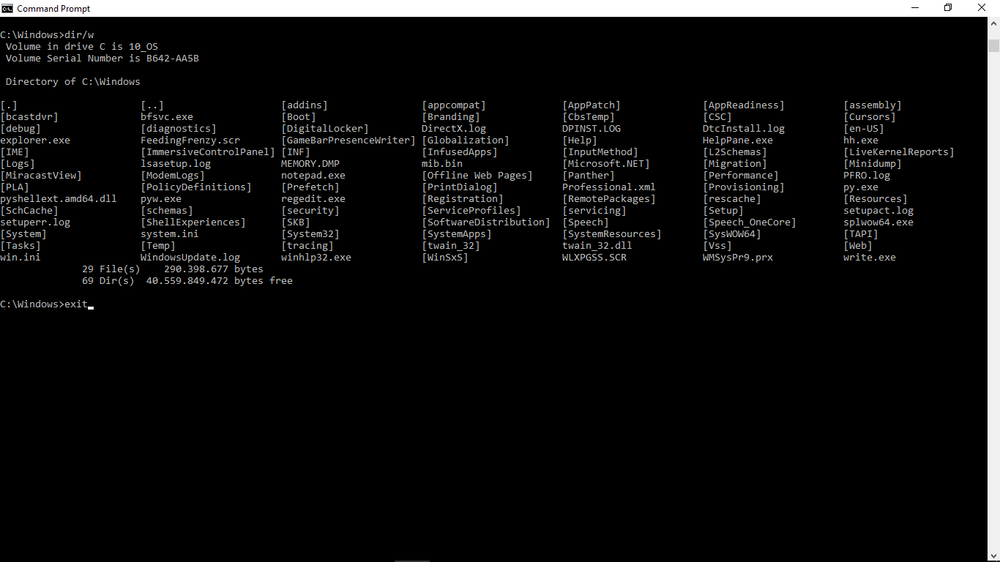 Command Prompt
C:\Windows>dir/w
Volume in drive C is 10_OS
Volume Serial Number is B642-AA5B
Directory of C:\Windows
[.] [..] [addins] [appcompat] [AppPatch] [AppReadiness] [assembly]
[bcastdvr] bfsvc.exe [Boot] [Branding] [CbsTemp] [CSC] [Cursors]
[debug] [diagnostics] [DigitalLocker] DirectX.log DPINST.LOG DtcInstall.log [en-US]
explorer.exe FeedingFrenzy.scr [GameBarPresenceWriter] [Globalization] [Help] HelpPane.exe hh.exe
[IME] [ImmersiveControlPanel] [INF] [InfusedApps] [InputMethod] [L2Schemas] [LiveKernelReports]
[Logs] lsasetup.log MEMORY.DMP mib.bin [Microsoft.NET] [Migration] [Minidump]
[MiracastView] [ModemLogs] notepad.exe [Offline Web Pages] [Panther] [Performance] PFRO.log
[PLA] [PolicyDefinitions] [Prefetch] [PrintDialog] Professional.xml [Provisioning] py.exe
pyshellext.amd64.dll pyw.exe regedit.exe [Registration] [RemotePackages] [rescache] [Resources]
[SchCache] [schemas] [security] [ServiceProfiles] [servicing] [Setup] setupact.log
setuperr.log [ShellExperiences] [SKB] [SoftwareDistribution] [Speech] [Speech_OneCore] splwow64.exe
[System] system.ini [System32] [SystemApps] [SystemResources] [SysWOW64] [TAPI]
[Tasks] [Temp] [tracing] [twain_32] twain_32.dll [Vss] [Web]
win.ini WindowsUpdate.log winhlp32.exe [WinSxS] WLXPGSS.SCR WMSysPr9.prx write.exe
29 File(s) 290.398.677 bytes
69 Dir(s) 40.559.849.472 bytes free
C:\Windows>exit